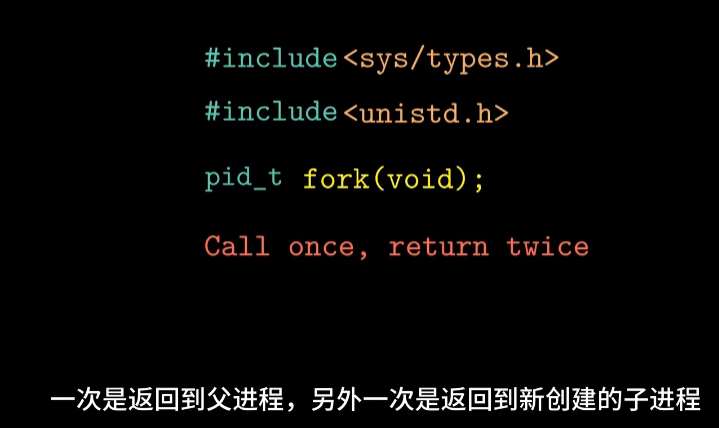 #include<sys/types.h>
#include<unistd.h>
pid_t fork(void);
Call once, return twice
一次是返回到父进程，另外一次是返回到新创建的子进程